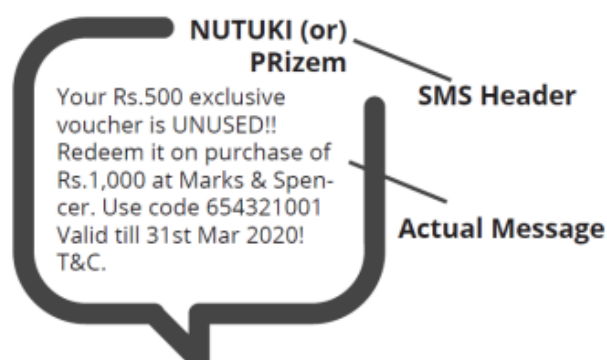 NUTUKI (or)
PRizem
SMS Header
Your Rs.500 exclusive
voucher is UNUSED!!
Redeem it on purchase of
Rs.1,000 at Marks & Spen-
cer. Use code 654321001
Valid till 31st Mar 2020!
T&C.
Actual Message